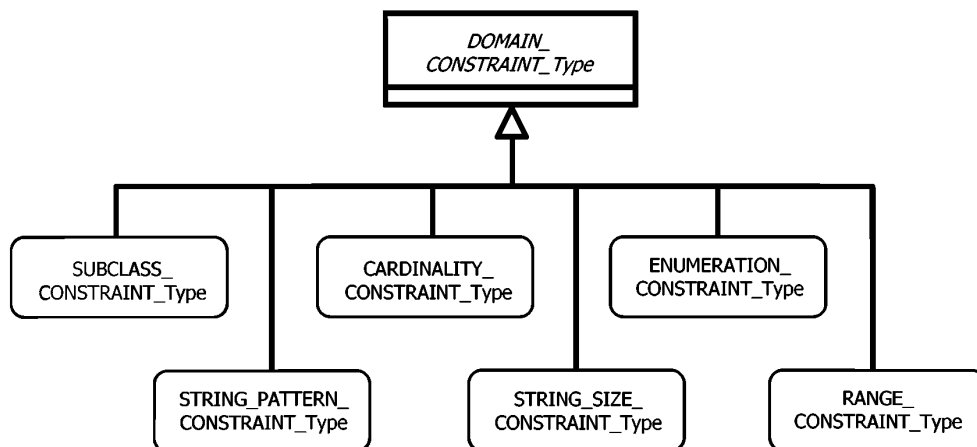 DOMAIN_
CONSTRAINT_Type
SUBCLASS_
CONSTRAINT_Type
CARDINALITY_
CONSTRAINT_Type
ENUMERATION_
CONSTRAINT_Type
STRING_PATTERN_
CONSTRAINT_Type
STRING_SIZE_
CONSTRAINT_Type
RANGE_
CONSTRAINT_Type